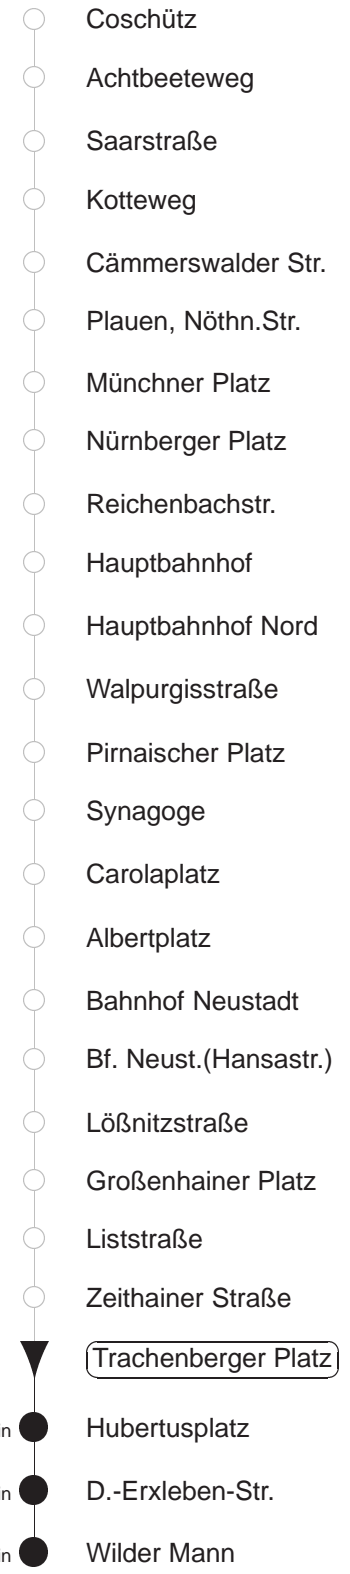 Coschütz
Achtbeeteweg
Saarstraße
Kotteweg
Cämmerswalder Str.
Plauen, Nöthn.Str.
Münchner Platz
Nürnberger Platz
Reichenbachstr.
Hauptbahnhof
Hauptbahnhof Nord
Walpurgisstraße
Pirnaischer Platz
Synagoge
Carolaplatz
Albertplatz
Bahnhof Neustadt
Bf. Neust.(Hansastr.)
Lößnitzstraße
Großenhainer Platz
Liststraße
Zeithainer Straße
Trachenberger Platz
Hubertusplatz
D.-Erxleben-Str.
Wilder Mann